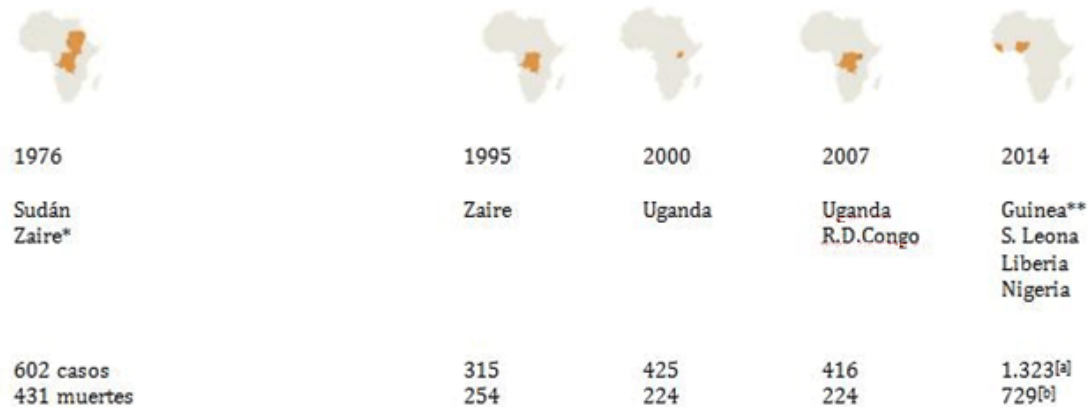 1976 1995 2000 2007 2014
Sudán Zaire Uganda Uganda Guinea**
Zaire* R.D.Congo S. Leona
Liberia
Nigeria
602 casos 315 425 416 1.323[a]
431 muertes 254 224 224 729[b]